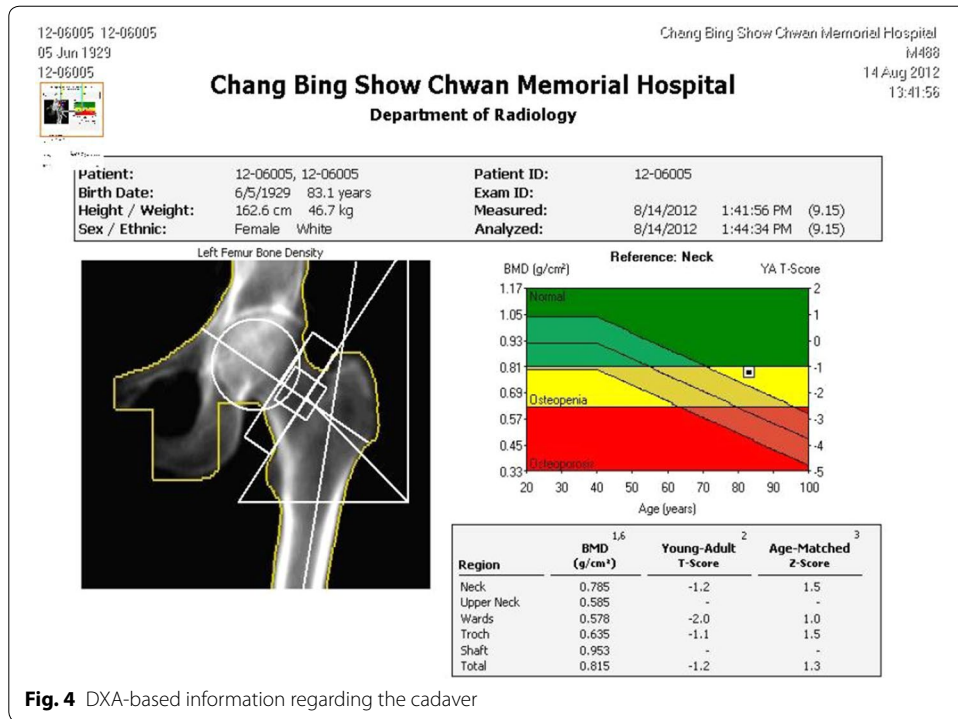 12-06005 12-06005
05 Jun 1929
12-06005
Chang Bing Show Chwan Memorial Hospital
M488
14 Aug 2012
13:41:56
Chang Bing Show Chwan Memorial Hospital
Department of Radiology
Patient: 12-06005, 12-06005 Patient ID: 12-06005
Birth Date: 6/5/1929 83.1 years Exam ID:
Height / Weight: 162.6 cm 46.7 kg Measured: 8/14/2012 1:41:56 PM (9.15)
Sex / Ethnic: Female White Analyzed: 8/14/2012 1:44:34 PM (9.15)
Left Femur Bone Density
Reference: Neck
BMD (g/cm²) YA T-Score
1.17 Normal 2
1.05 1
0.93 0
0.81 -1
0.69 -2
Osteopenia
0.57 -3
0.45 -4
0.33 Osteoporosis -5
20 30 40 50 60 70 80 90 100
Age (years)
1,6 2 3
BMD Young-Adult Age-Matched
Region (g/cm²) T-Score Z-Score
Neck 0.785 -1.2 1.5
Upper Neck 0.585 - -
Wards 0.578 -2.0 1.0
Troch 0.635 -1.1 1.5
Shaft 0.953 - -
Total 0.815 -1.2 1.3
Fig. 4 DXA-based information regarding the cadaver